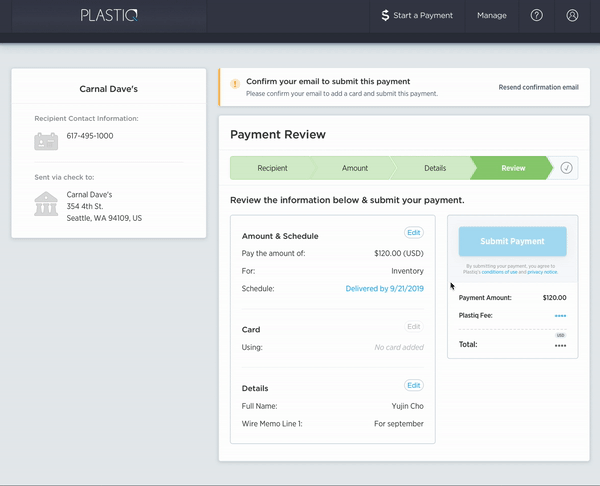 PLASTIQ
$ Start a Payment
Manage
?
Carnal Dave's
Recipient Contact Information:
617-495-1000
Sent via check to:
Carnal Dave's
354 4th St.
Seattle, WA 94109, US
Confirm your email to submit this payment
Please confirm your email to add a card and submit this payment.
Resend confirmation email
Payment Review
Recipient
Amount
Details
Review
Review the information below & submit your payment.
Amount & Schedule
Edit
Pay the amount of:
$120.00 (USD)
For:
Inventory
Schedule:
Delivered by 9/21/2019
Card
Edit
Using:
No card added
Details
Edit
Full Name:
Yujin Cho
Wire Memo Line 1:
For september
Submit Payment
By submitting your payment, you agree to
Plastiq's conditions of use and privacy notice.
Payment Amount:
$120.00
Plastiq Fee:
••••
USD
Total:
••••